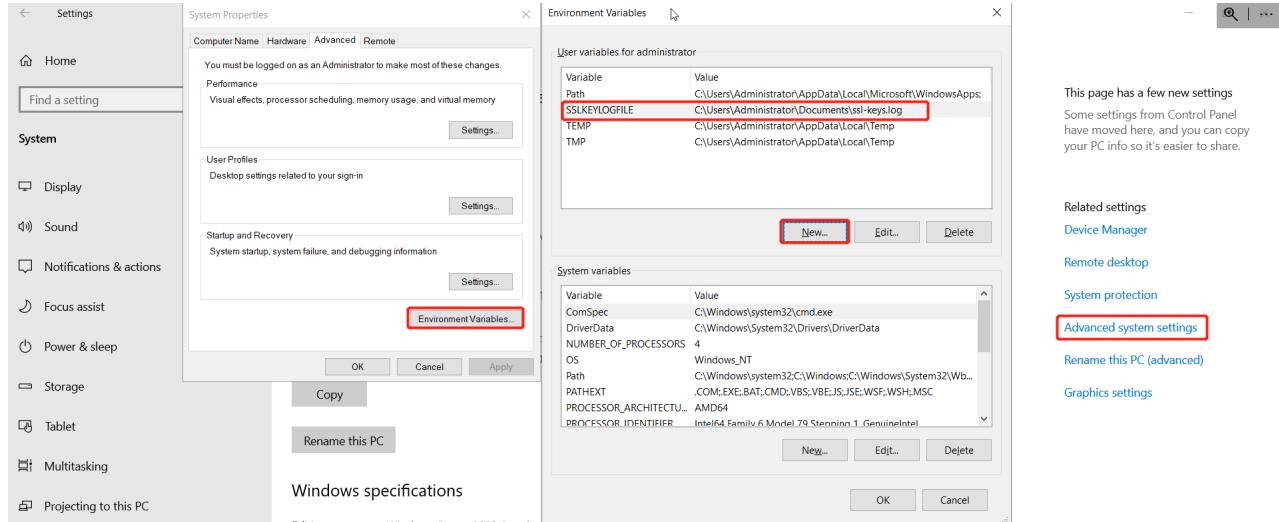 Settings
Home
Find a setting
System
Display
Sound
Notifications & actions
Focus assist
Power & sleep
Storage
Tablet
Multitasking
Projecting to this PC
System Properties
Computer Name Hardware Advanced Remote
You must be logged on as an Administrator to make most of these changes.
Performance
Visual effects, processor scheduling, memory usage, and virtual memory
Settings...
User Profiles
Desktop settings related to your sign-in
Settings...
Startup and Recovery
System startup, system failure, and debugging information
Settings...
Environment Variables...
OK Cancel Apply
Copy
Rename this PC
Windows specifications
Environment Variables
User variables for administrator
Variable Value
Path C:\Users\Administrator\AppData\Local\Microsoft\WindowsApps;
SSLKEYLOGFILE C:\Users\Administrator\Documents\ssl-keys.log
TEMP C:\Users\Administrator\AppData\Local\Temp
TMP C:\Users\Administrator\AppData\Local\Temp
New... Edit... Delete
System variables
Variable Value
ComSpec C:\Windows\system32\cmd.exe
DriverData C:\Windows\System32\Drivers\DriverData
NUMBER_OF_PROCESSORS 4
OS Windows_NT
Path C:\Windows\system32;C:\Windows;C:\Windows\System32\Wb...
PATHEXT .COM;.EXE;.BAT;.CMD;.VBS;.VBE;.JS;.JSE;.WSF;.WSH;.MSC
PROCESSOR_ARCHITECTU... AMD64
PROCESSOR_IDENTIFIER Intel64 Family 6 Model 79 Stepping 1, GenuineIntel
New... Edit... Delete
OK Cancel
This page has a few new settings
Some settings from Control Panel
have moved here, and you can copy
your PC info so it's easier to share.
Related settings
Device Manager
Remote desktop
System protection
Advanced system settings
Rename this PC (advanced)
Graphics settings